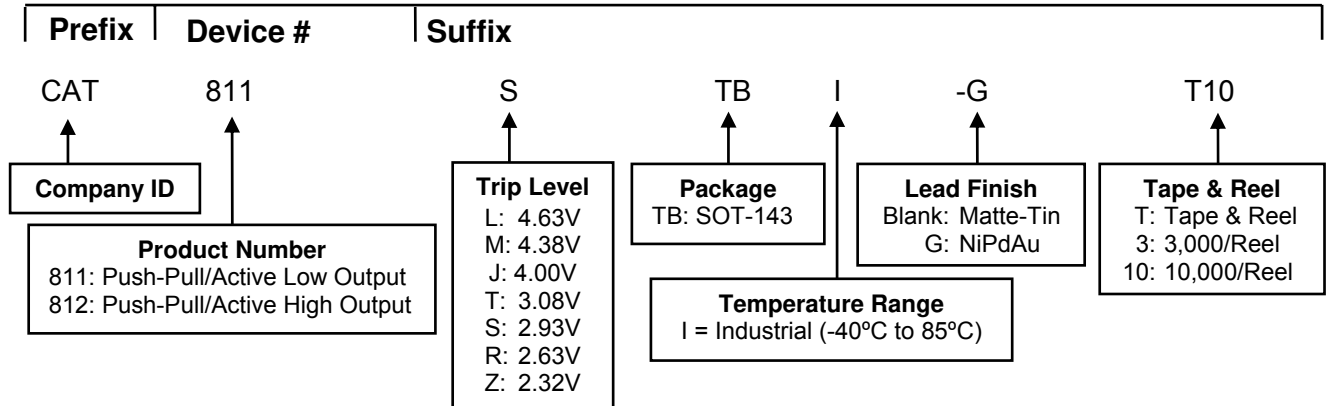 Prefix Device # Suffix
CAT 811 S TB I -G T10
Company ID
Product Number
811: Push-Pull/Active Low Output
812: Push-Pull/Active High Output
Trip Level
L: 4.63V
M: 4.38V
J: 4.00V
T: 3.08V
S: 2.93V
R: 2.63V
Z: 2.32V
Package
TB: SOT-143
Temperature Range
I = Industrial (-40ºC to 85ºC)
Lead Finish
Blank: Matte-Tin
G: NiPdAu
Tape & Reel
T: Tape & Reel
3: 3,000/Reel
10: 10,000/Reel